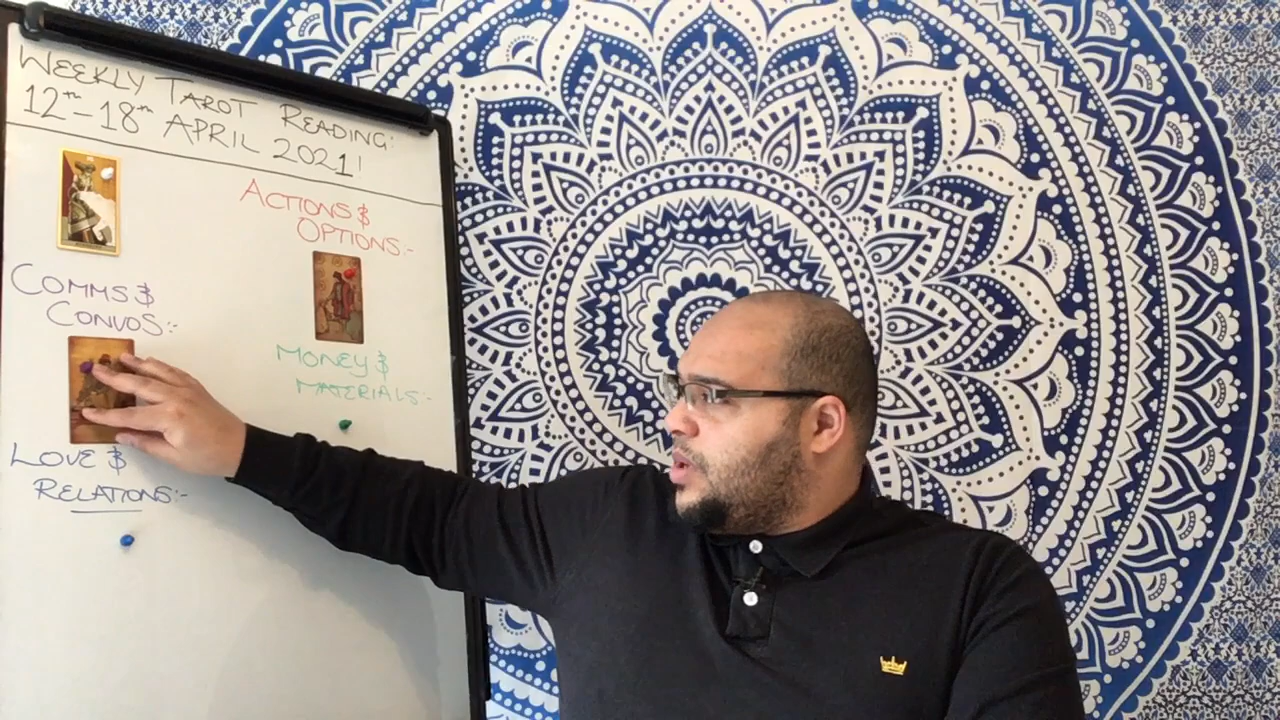 WEEKLY TAROT READING:
12TH-18TH APRIL 2021!
ACTIONS &
OPTIONS:-
COMMS &
CONVOS:-
MONEY &
MATERIALS:-
LOVE &
RELATIONS:-